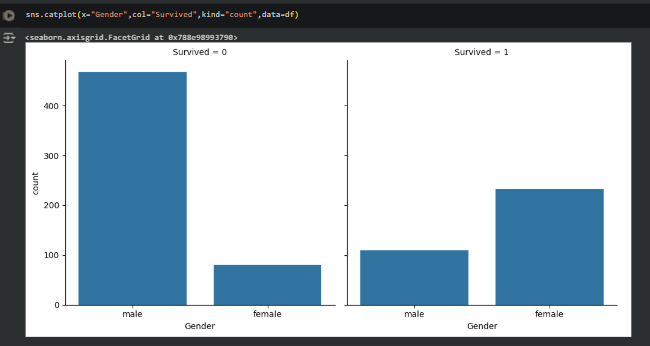 sns.catplot(x="Gender",col="Survived",kind="count",data=df)
<seaborn.axisgrid.FacetGrid at 0x788e98993790>
Survived = 0
Survived = 1
400
300
200
100
0
count
male
female
male
female
Gender
Gender